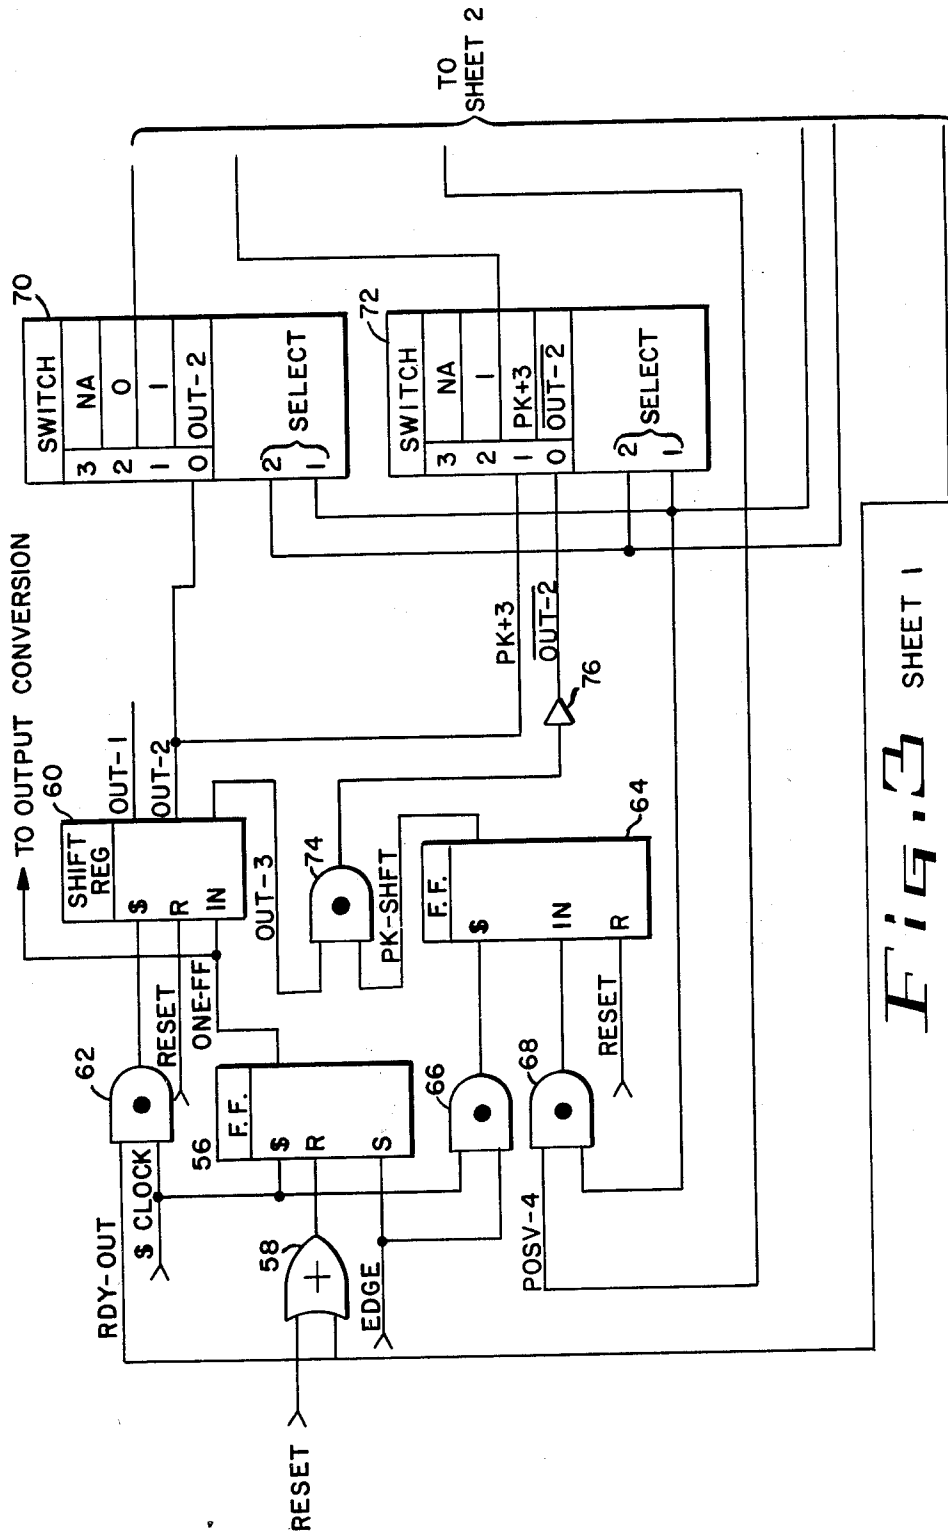 TO OUTPUT CONVERSION
RDY-OUT
$ CLOCK
62
RESET
ONE-FF
SHIFT
REG
60
$
R
IN
OUT-1
OUT-2
OUT-3
SWITCH
70
3 NA
2 0
1 1
0 OUT-2
2
1
SELECT
RESET
58
+
EDGE
56
F.F.
$
R
S
74
PK-SHFT
PK+3
OUT-2
76
SWITCH
72
3 NA
2 1
1 PK+3
0 OUT-2
2
1
SELECT
66
68
POSV-4
RESET
F.F.
64
$
IN
R
TO
SHEET 2
Fig. 3 SHEET 1